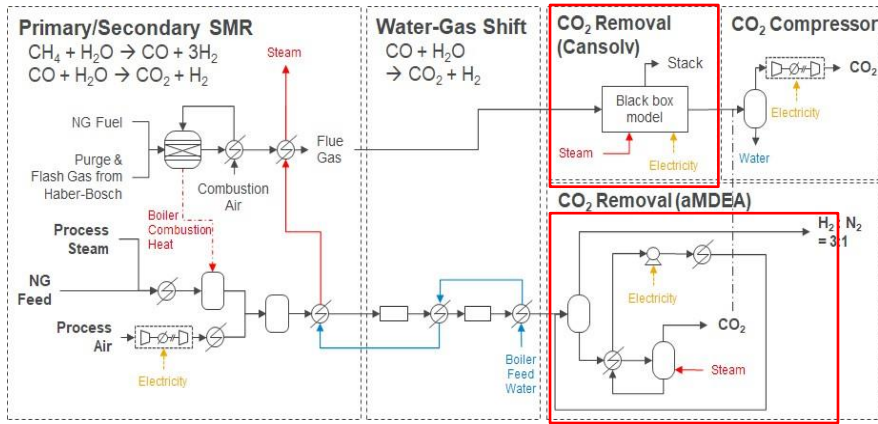 Primary/Secondary SMR
CH₄ + H₂O → CO + 3H₂
CO + H₂O → CO₂ + H₂
Steam
NG Fuel
Purge &
Flash Gas from
Haber-Bosch
Combustion
Air
Flue
Gas
Boiler
Combustion
Heat
Process
Steam
NG
Feed
Process
Air
Electricity
Water-Gas Shift
CO + H₂O
→ CO₂ + H₂
Boiler
Feed
Water
CO₂ Removal
(Cansolv)
Stack
Black box
model
Steam
Electricity
CO₂ Compressor
CO₂
Electricity
Water
CO₂ Removal (aMDEA)
H₂ : N₂
= 3:1
Electricity
CO₂
Steam